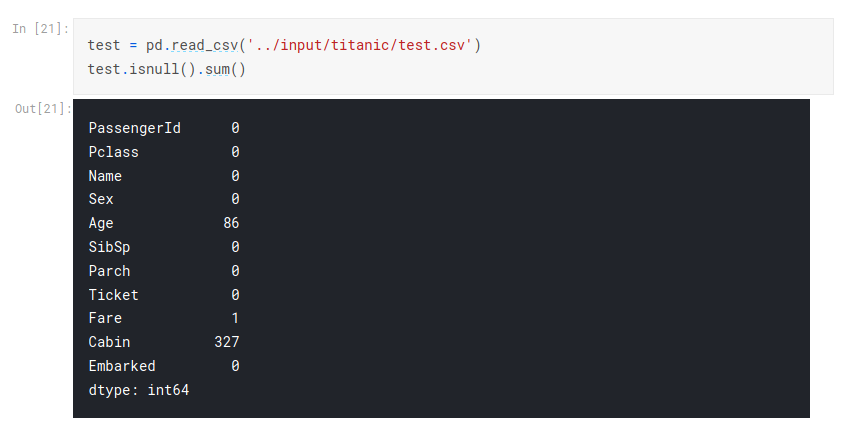 In [21]:
test = pd.read_csv('../input/titanic/test.csv')
test.isnull().sum()
Out[21]:
PassengerId      0
Pclass           0
Name             0
Sex              0
Age             86
SibSp            0
Parch            0
Ticket           0
Fare             1
Cabin          327
Embarked         0
dtype: int64